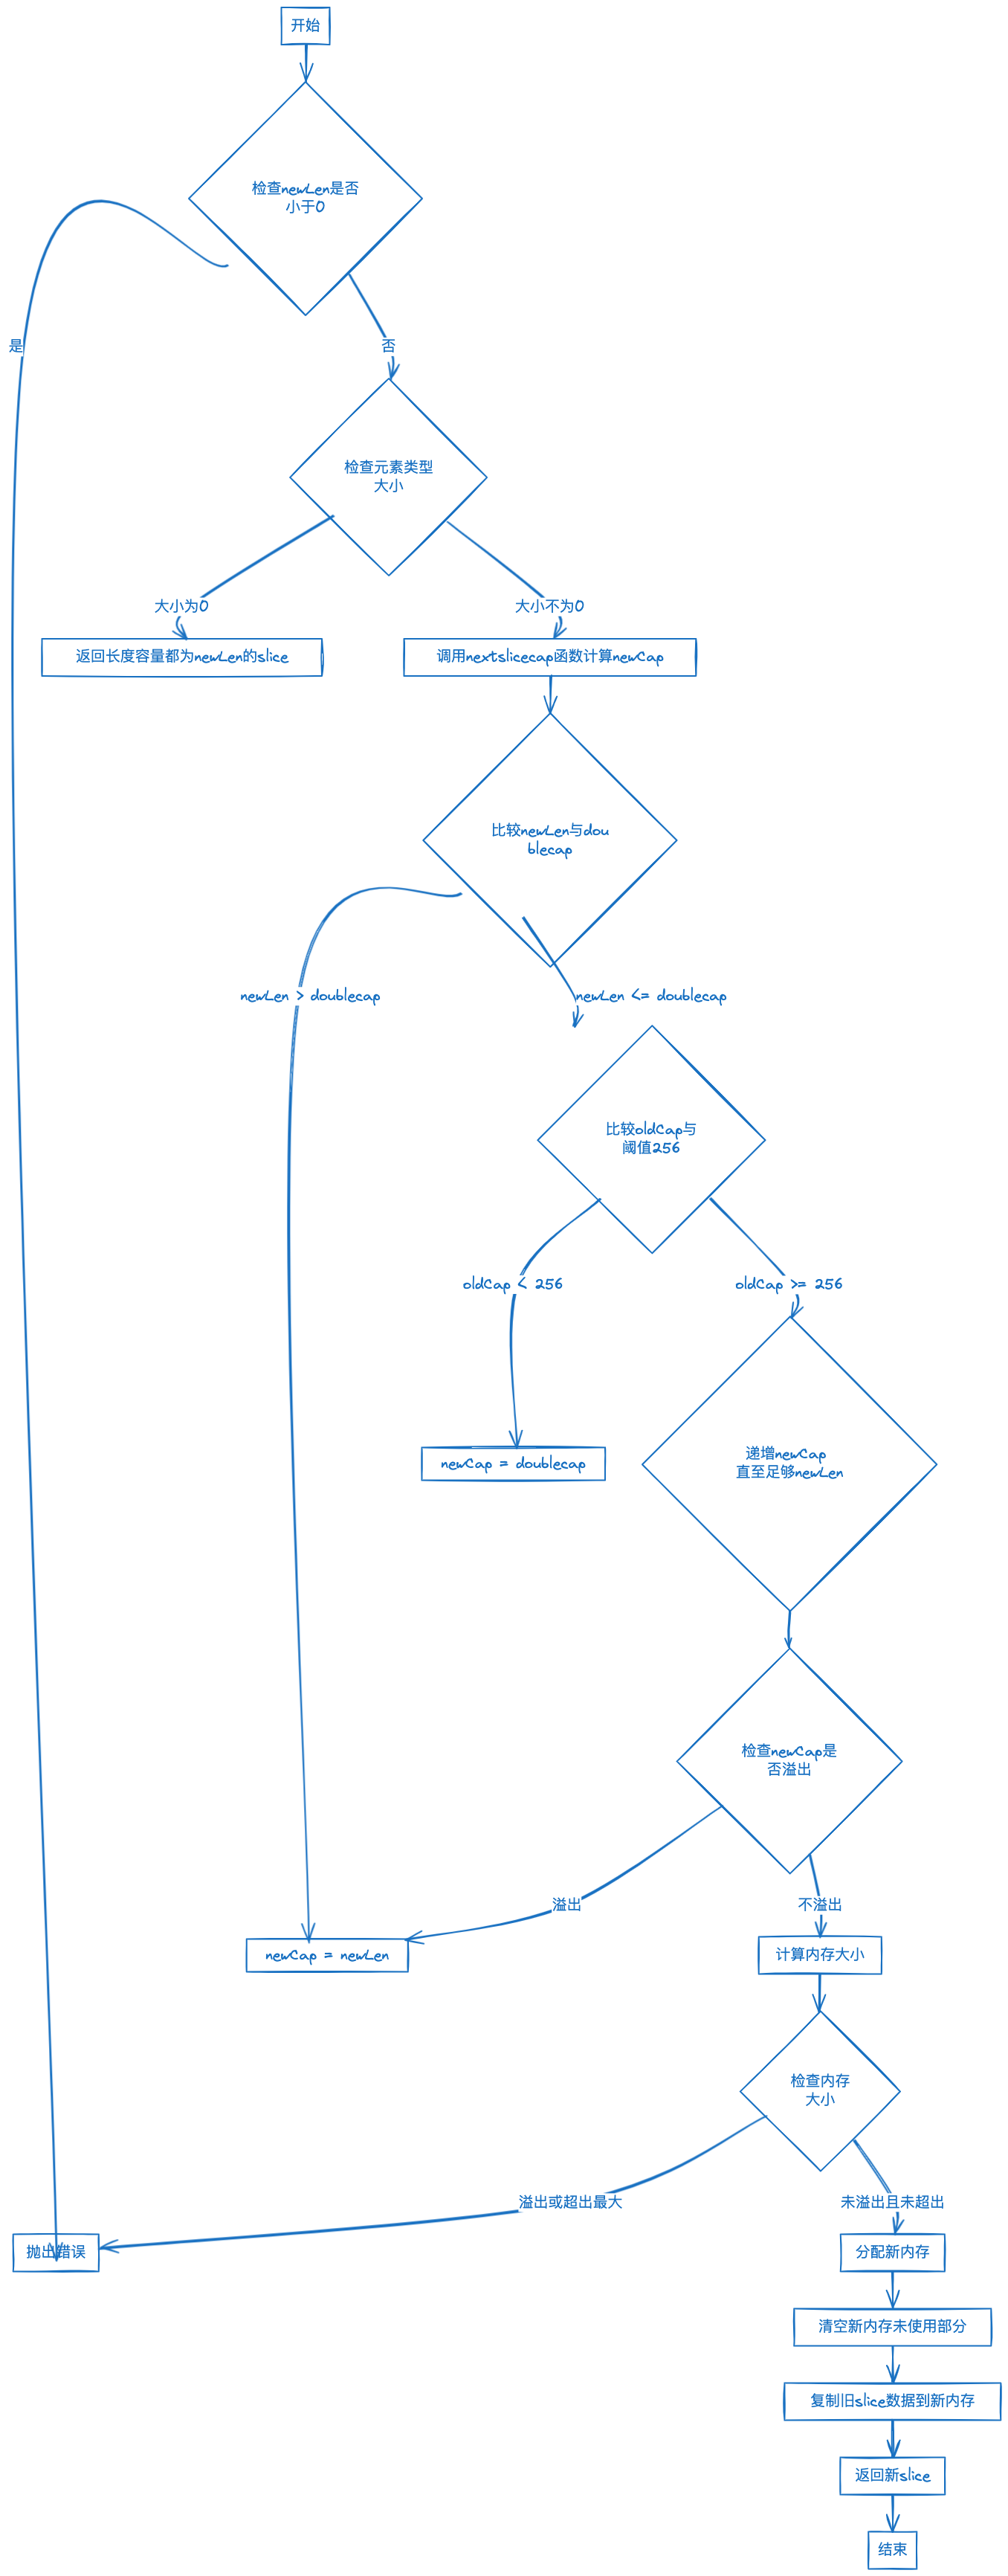 开始
检查newLen是否
小于0
是
否
检查元素类型
大小
大小为0
大小不为0
返回长度容量都为newLen的slice
调用nextslicecap函数计算newCap
比较newLen与dou
blecap
newLen > doublecap
newLen <= doublecap
比较oldCap与
阈值256
oldCap < 256
oldCap >= 256
newCap = doublecap
递增newCap
直至足够newLen
检查newCap是
否溢出
溢出
不溢出
newCap = newLen
计算内存大小
检查内存
大小
溢出或超出最大
未溢出且未超出
抛出错误
分配新内存
清空新内存未使用部分
复制旧slice数据到新内存
返回新slice
结束